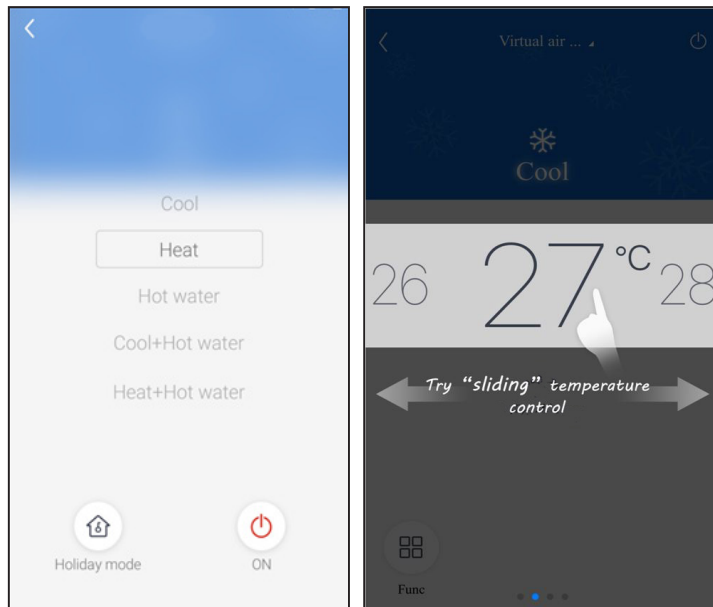 Cool
Heat
Hot water
Cool+Hot water
Heat+Hot water
Holiday mode
ON
Virtual air ...
Cool
26
27°C
28
Try “sliding” temperature
control
Func